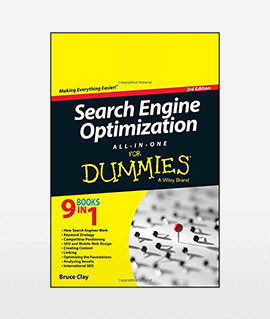 Making Everything Easier!™
3rd Edition
Search Engine
Optimization
ALL-IN-ONE
FOR
DUMMIES
A Wiley Brand
9 BOOKS
IN 1
• How Search Engines Work
• Keyword Strategy
• Competitive Positioning
• SEO and Mobile Web Design
• Creating Content
• Linking
• Optimizing the Foundations
• Analyzing Results
• International SEO
Bruce Clay